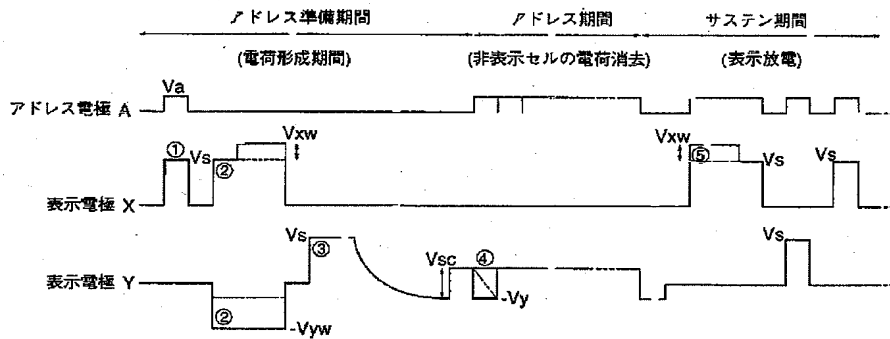 アドレス準備期間 アドレス期間 サステン期間
(電荷形成期間) (非表示セルの電荷消去) (表示放電)
Va
アドレス電極 A
Vxw Vxw
① Vs ② ⑤ Vs Vs
表示電極 X
Vs ③ Vsc ④ Vs
表示電極 Y
-Vy
② -Vyw